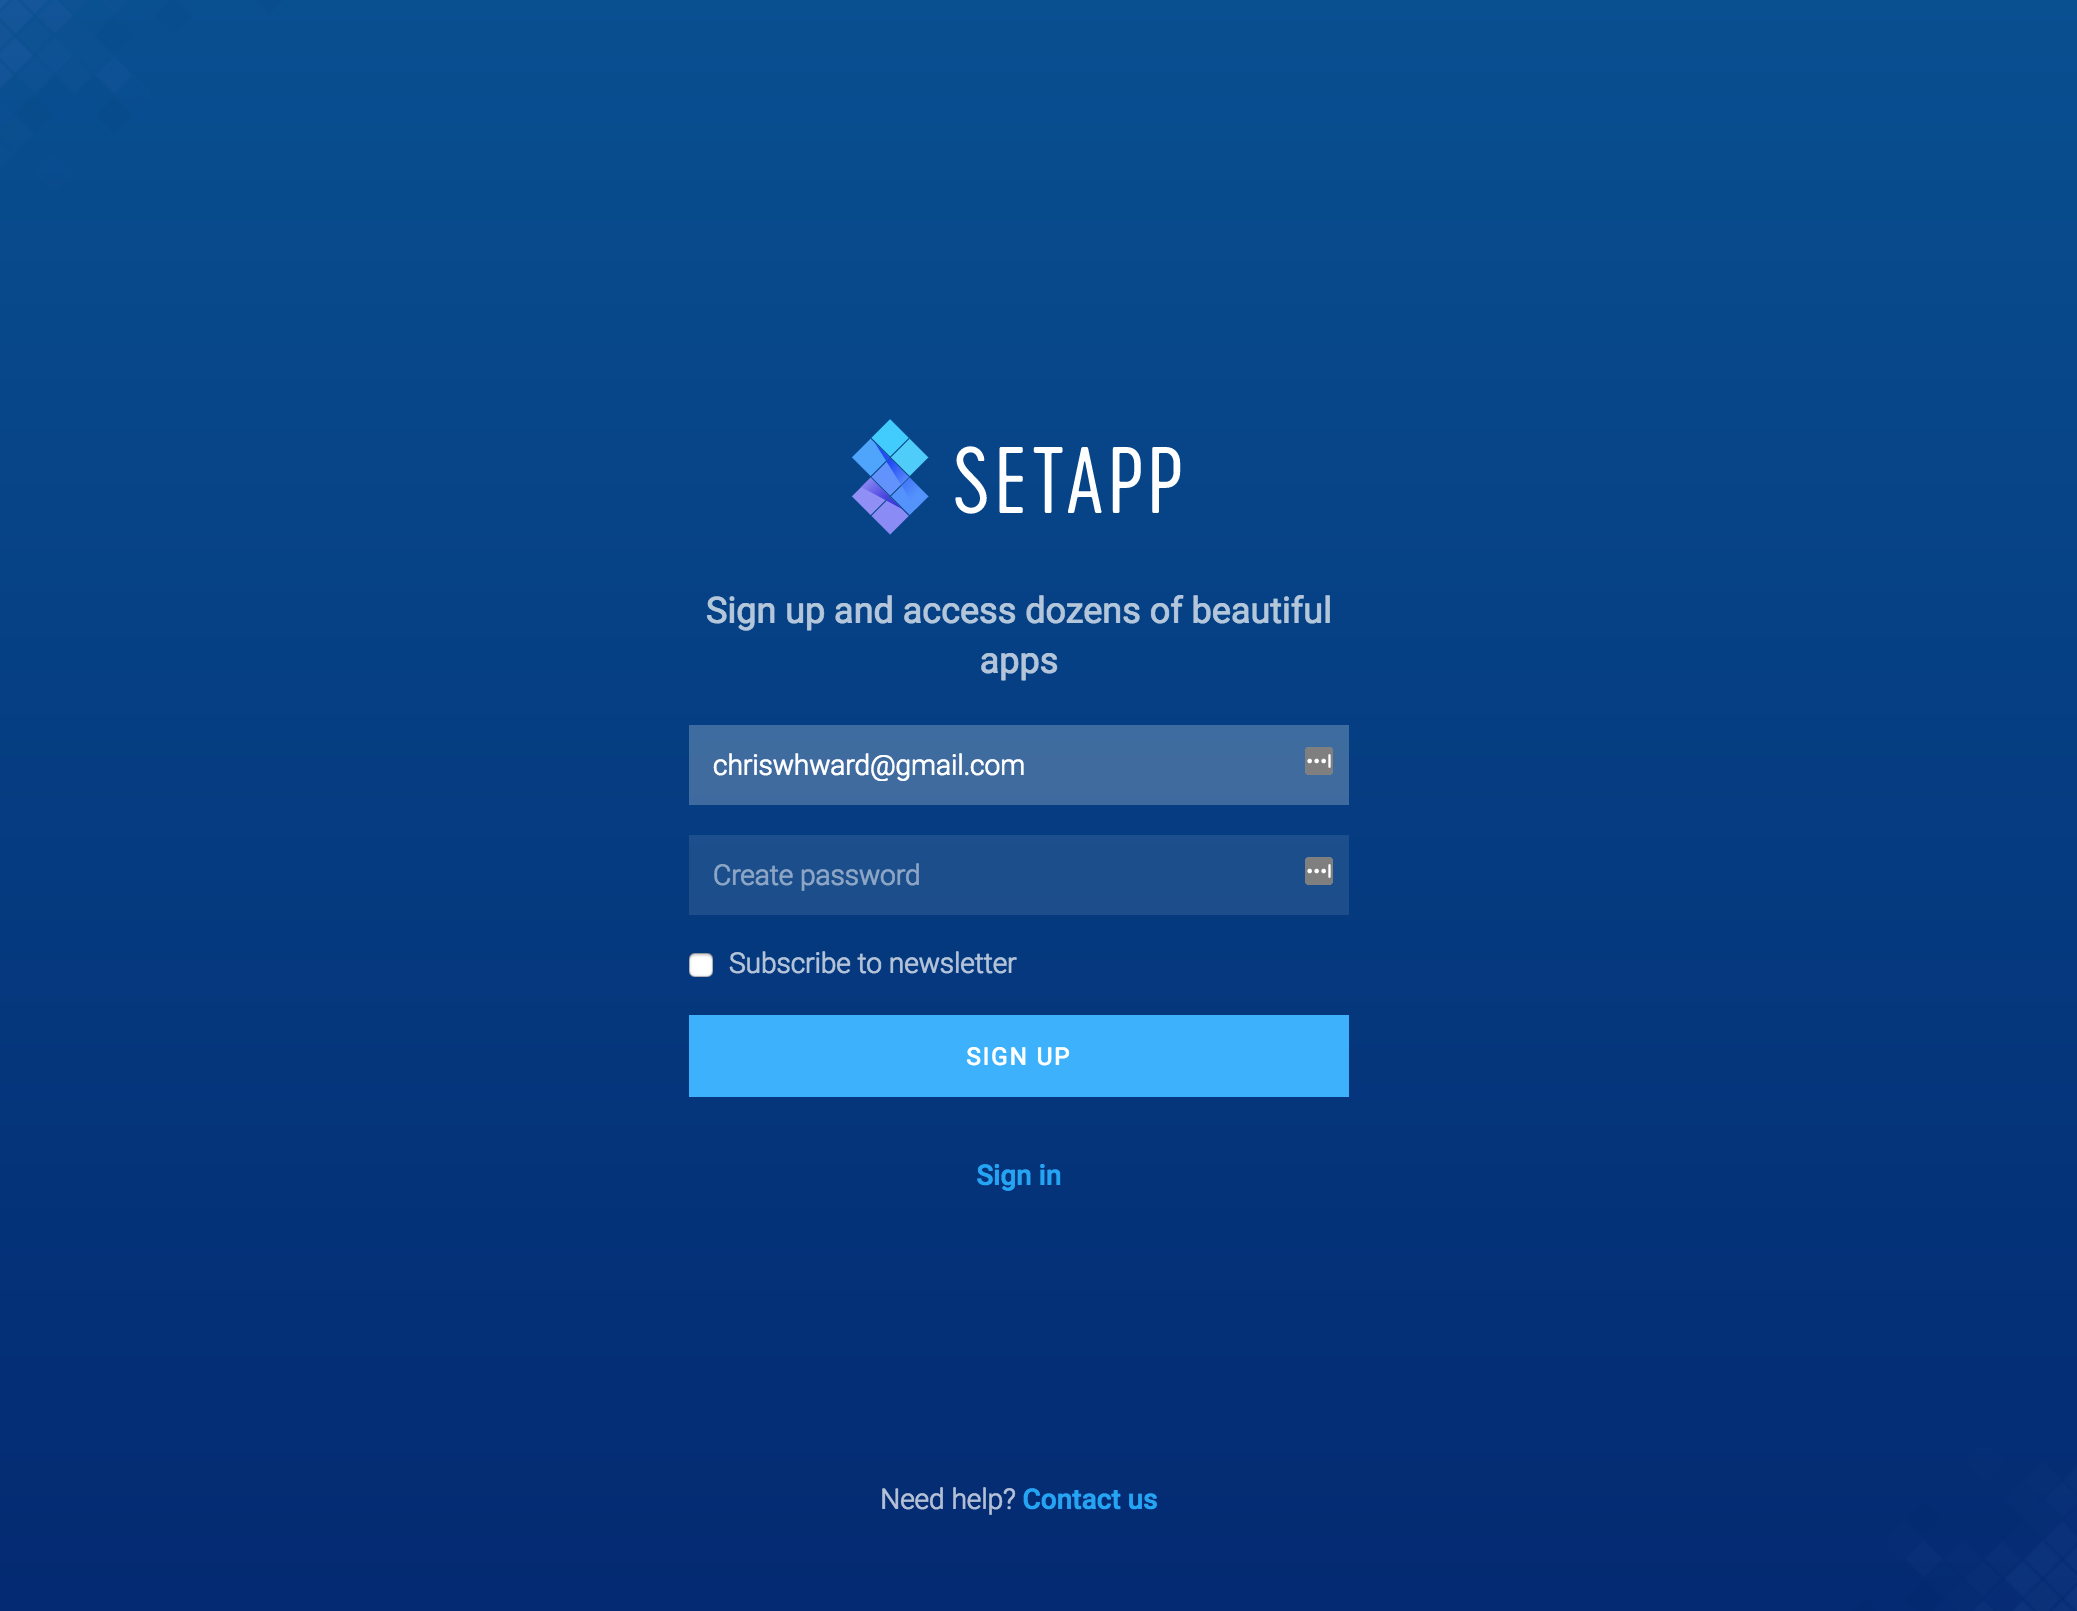 SETAPP
Sign up and access dozens of beautiful
apps
chriswhward@gmail.com
Create password
Subscribe to newsletter
SIGN UP
Sign in
Need help? Contact us